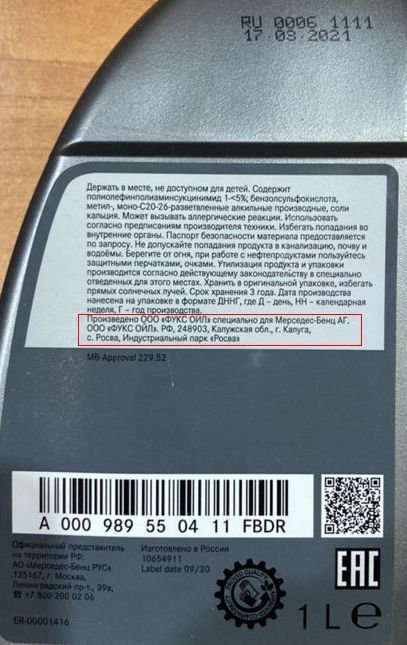 RU 0006 1111
17.03.2021
Держать в месте, не доступном для детей. Содержит
полиолефинполиаминсукцинимид 1-<5%; бензолсульфокислота,
метил-, моно-C20-26-разветвленные алкильные производные, соли
кальция. Может вызывать аллергические реакции. Использовать
согласно предписаниям производителя техники. Избегать попадания во
внутренние органы. Паспорт безопасности материала предоставляется
по запросу. Не допускайте попадания продукта в канализацию, почву и
водоёмы. Берегите от огня, при работе с нефтепродуктами пользуйтесь
защитными перчатками, очками. Утилизация продукта и упаковки
производится согласно действующему законодательству в специально
отведенных для этого местах. Хранить в оригинальной упаковке, избегать
прямых солнечных лучей. Срок хранения 3 года. Дата производства
нанесена на упаковке в формате ДННГ, где Д – день, НН – календарная
неделя, Г – год производства.
Произведено ООО «ФУКС ОЙЛ» специально для Мерседес-Бенц АГ.
ООО «ФУКС ОЙЛ». РФ, 248903, Калужская обл., г. Калуга,
с. Росва, Индустриальный парк «Росва»
MB-Approval 229.52
A 000 989 55 04 11 FBDR
Официальный представитель
на территории РФ:
АО «Мерседес-Бенц РУС»
125167, г. Москва,
Ленинградский пр-т., 39а,
☎ +7 800 200 02 06
ER-00001416
Изготовлено в России
10654911
Label date 09/20
EAC
1 L e